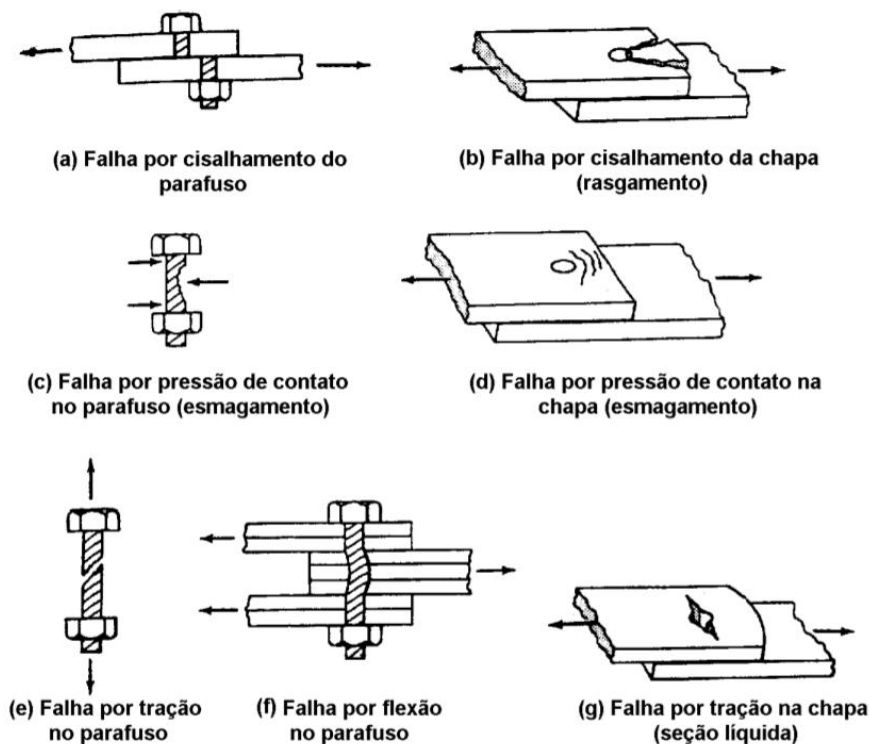 (a) Falha por cisalhamento do
parafuso
(b) Falha por cisalhamento da chapa
(rasgamento)
(c) Falha por pressão de contato
no parafuso (esmagamento)
(d) Falha por pressão de contato na
chapa (esmagamento)
(e) Falha por tração
no parafuso
(f) Falha por flexão
no parafuso
(g) Falha por tração na chapa
(seção líquida)